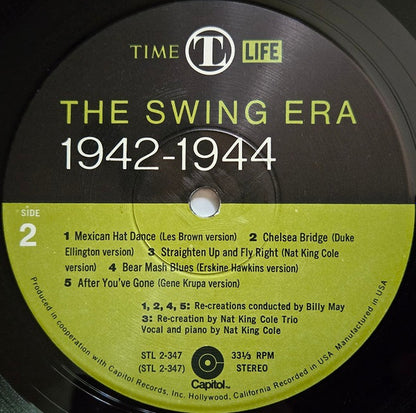 TIME T LIFE
THE SWING ERA
1942-1944
SIDE
2
1 Mexican Hat Dance (Les Brown version) 2 Chelsea Bridge (Duke
Ellington version) 3 Straighten Up and Fly Right (Nat King Cole
version) 4 Bear Mash Blues (Erskine Hawkins version)
5 After You've Gone (Gene Krupa version)
1, 2, 4, 5: Re-creations conducted by Billy May
3: Re-creation by Nat King Cole Trio
Vocal and piano by Nat King Cole
STL 2-347 33⅓ RPM
(STL 2-347) STEREO
Capitol™
Produced in cooperation with Capitol Records, Inc. Hollywood, California Recorded in USA Manufactured in USA